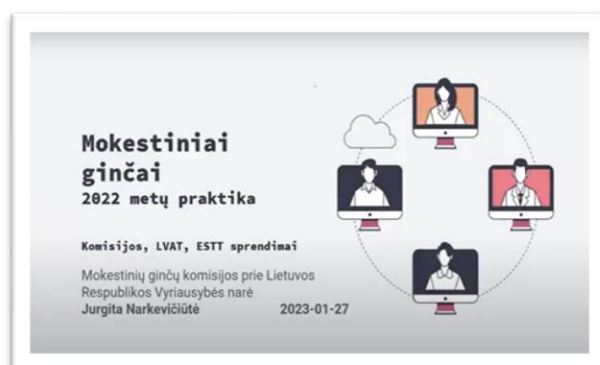 Mokestiniai
ginčai
2022 metų praktika
Komisijos, LVAT, ESTT sprendimai
Mokestinių ginčų komisijos prie Lietuvos
Respublikos Vyriausybės narė
Jurgita Narkevičiūtė 2023-01-27